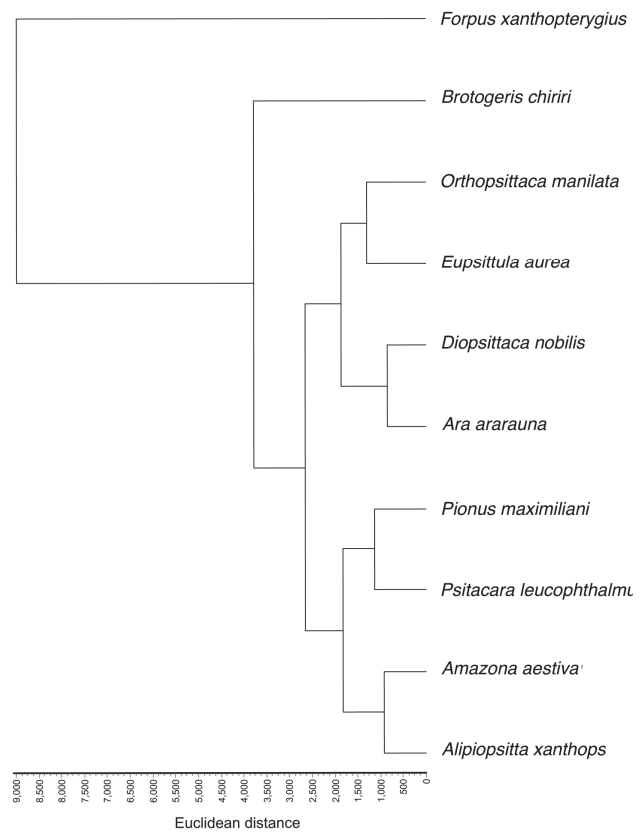 Forpus xanthopterygius
Brotogeris chiriri
Orthopsittaca manilata
Eupsittula aurea
Diopsittaca nobilis
Ara ararauna
Pionus maximiliani
Psitacara leucophthalmu
Amazona aestiva
Alipiopsitta xanthops
9,000 8,500 8,000 7,500 7,000 6,500 6,000 5,500 5,000 4,500 4,000 3,500 3,000 2,500 2,000 1,500 1,000 500 0
Euclidean distance